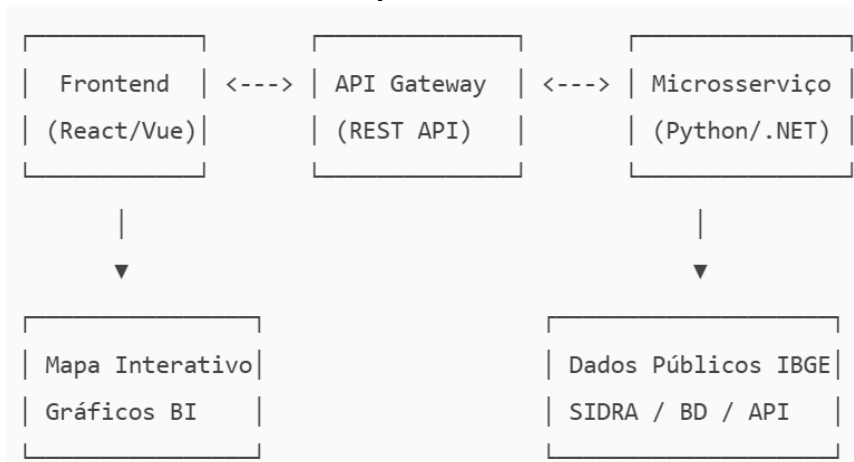 Frontend <---> API Gateway <---> Microsserviço
(React/Vue) (REST API) (Python/.NET)
Mapa Interativo Dados Públicos IBGE
Gráficos BI SIDRA / BD / API